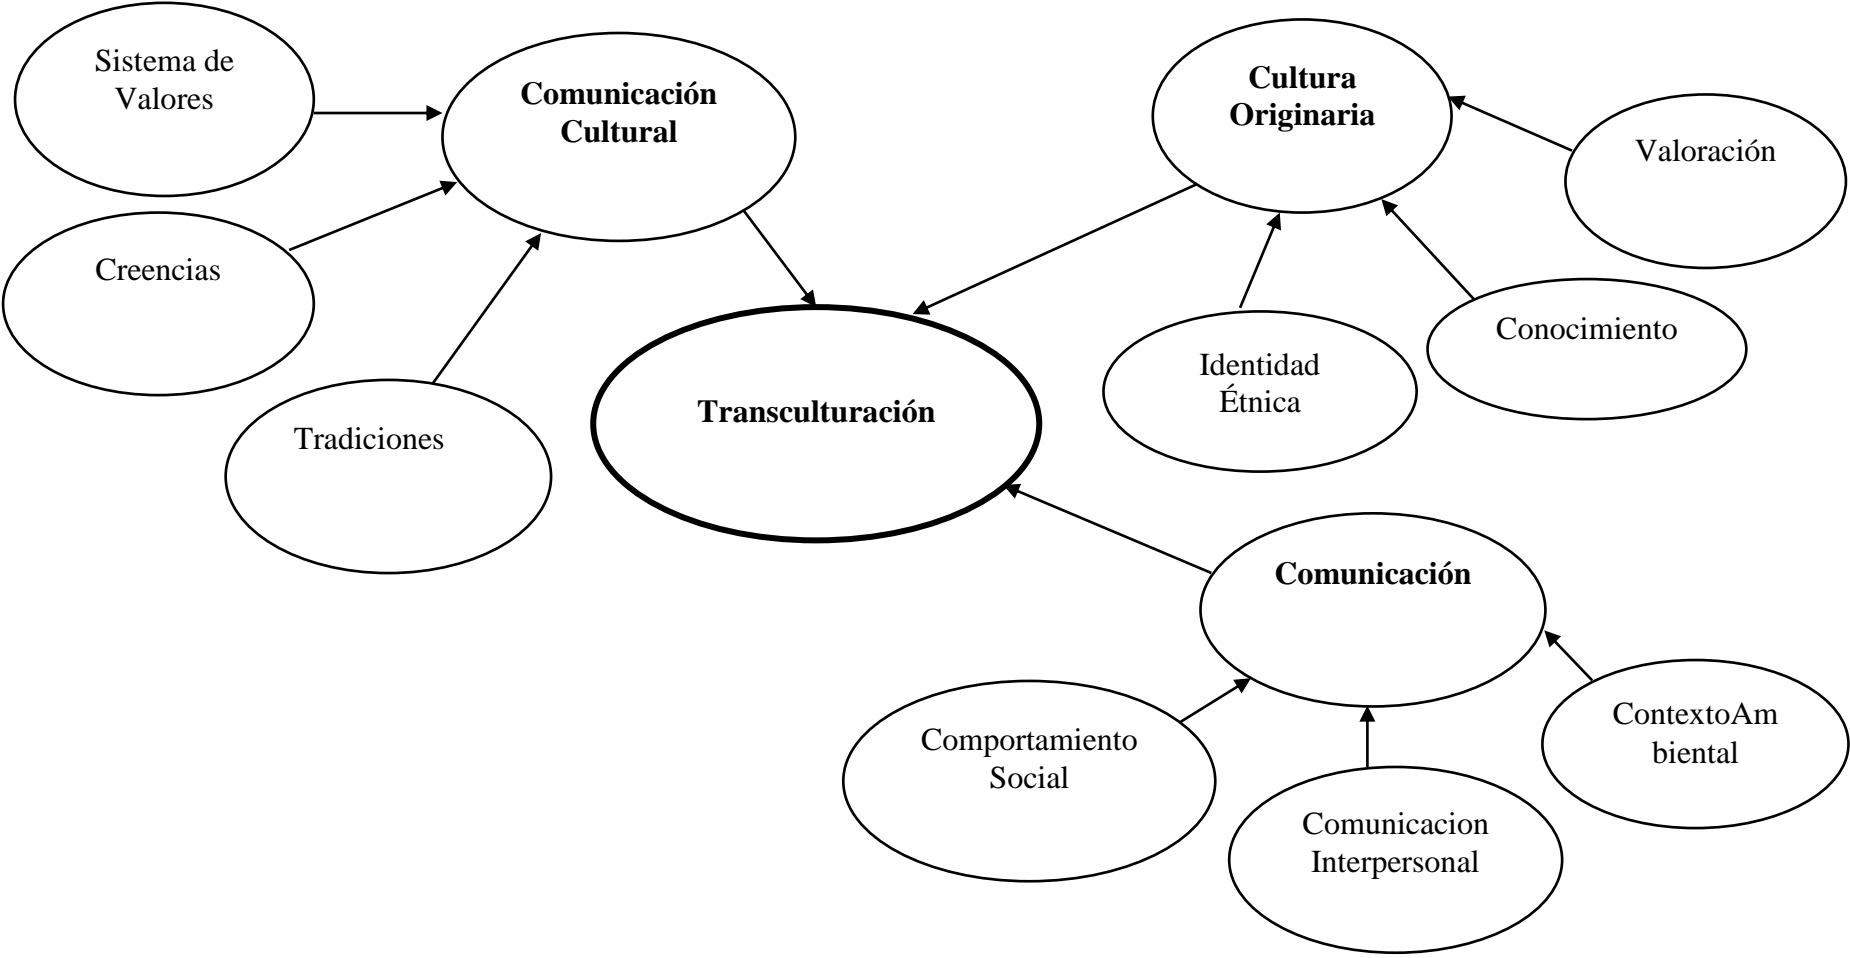 Sistema de
Valores
Comunicación
Cultural
Cultura
Originaria
Valoración
Creencias
Conocimiento
Identidad
Étnica
Transculturación
Tradiciones
Comunicación
Comportamiento
Social
ContextoAm
biental
Comunicacion
Interpersonal